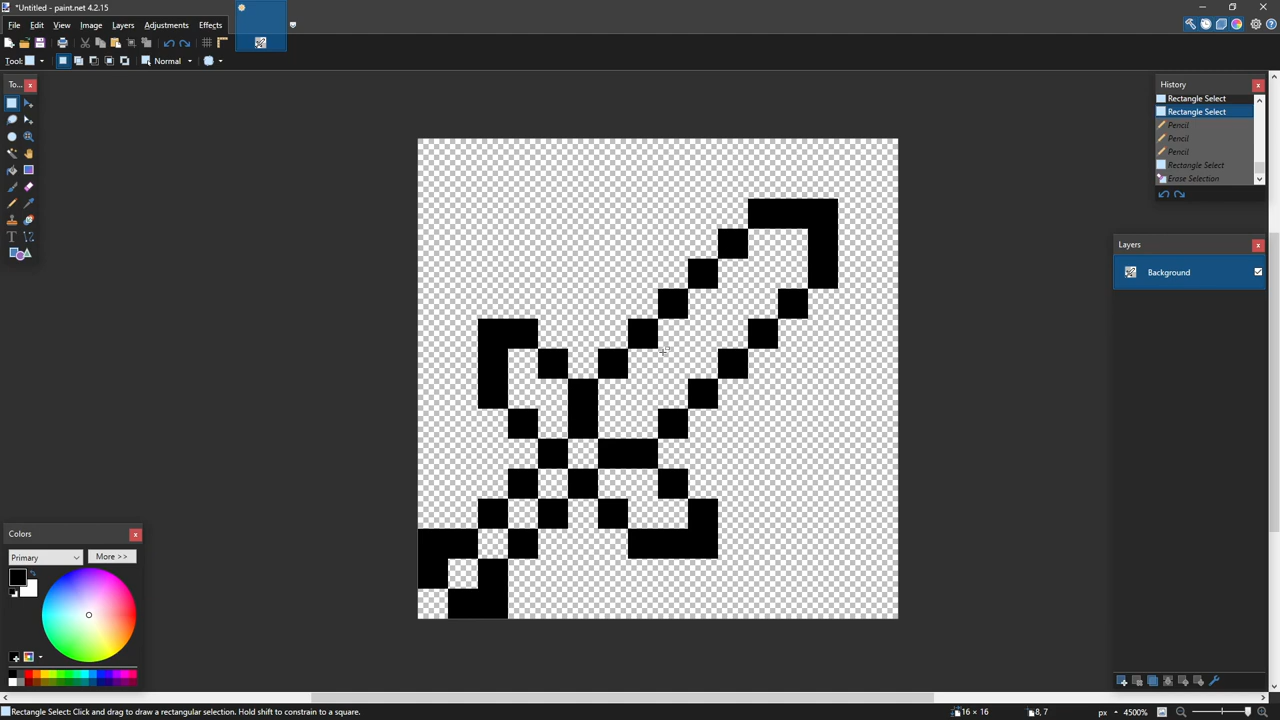 *Untitled - paint.net 4.2.15
File Edit View Image Layers Adjustments Effects
Tool: Normal
To...
History
Rectangle Select
Rectangle Select
Pencil
Pencil
Pencil
Rectangle Select
Erase Selection
Layers
Background
Colors
Primary More >>
Rectangle Select: Click and drag to draw a rectangular selection. Hold shift to constrain to a square. 16 × 16 8, 7 px 4500%